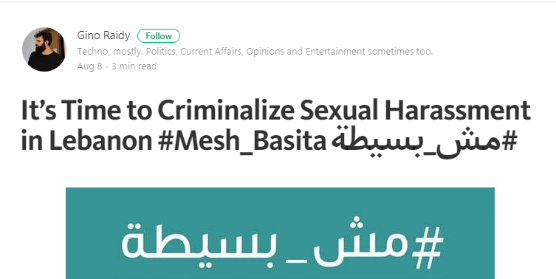 Gino Raidy Follow
Techno, mostly. Politics, Current Affairs, Opinions and Entertainment sometimes too.
Aug 8 · 3 min read
It’s Time to Criminalize Sexual Harassment
in Lebanon #Mesh_Basita مش_بسيطة#
#مش_بسيطة